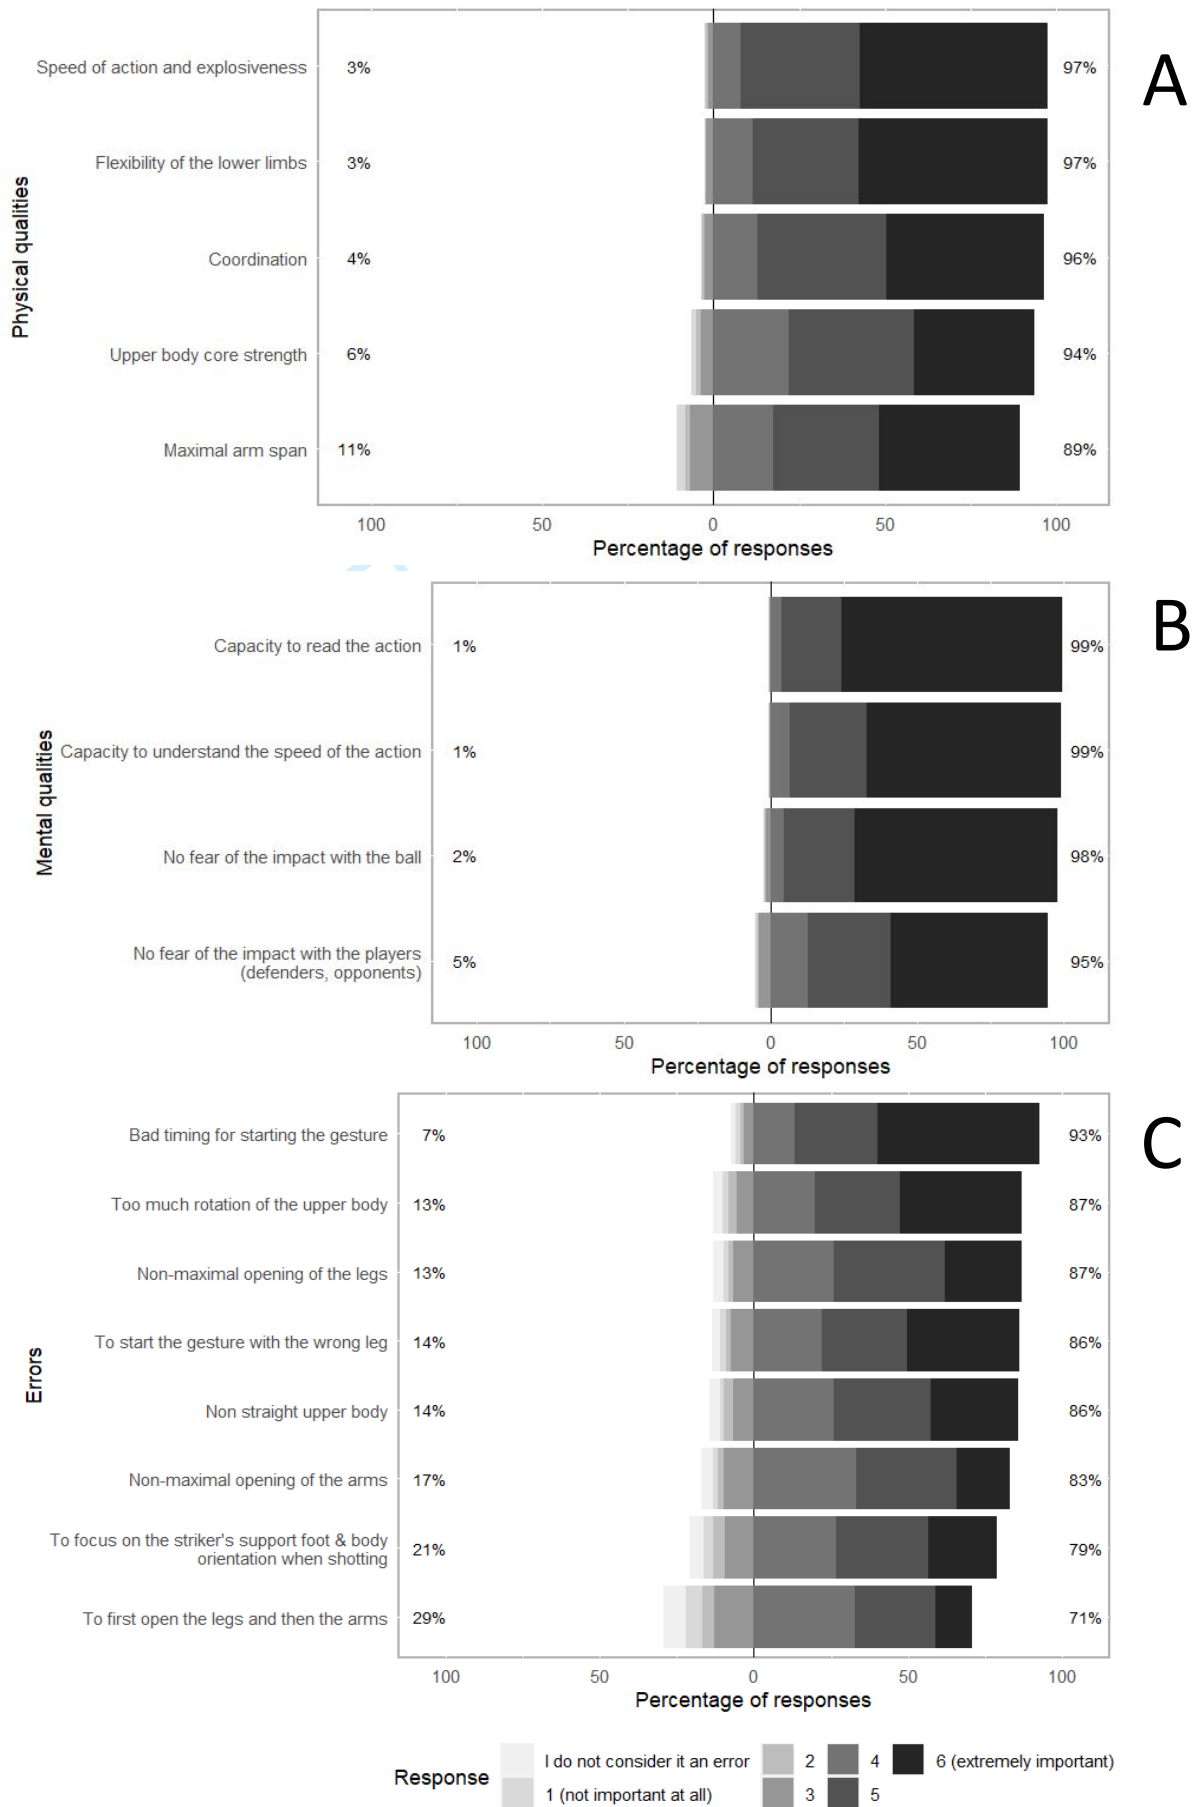 A
Physical qualities
Speed of action and explosiveness 3% 97%
Flexibility of the lower limbs 3% 97%
Coordination 4% 96%
Upper body core strength 6% 94%
Maximal arm span 11% 89%
100 50 0 50 100
Percentage of responses
B
Mental qualities
Capacity to read the action 1% 99%
Capacity to understand the speed of the action 1% 99%
No fear of the impact with the ball 2% 98%
No fear of the impact with the players
(defenders, opponents) 5% 95%
100 50 0 50 100
Percentage of responses
C
Errors
Bad timing for starting the gesture 7% 93%
Too much rotation of the upper body 13% 87%
Non-maximal opening of the legs 13% 87%
To start the gesture with the wrong leg 14% 86%
Non straight upper body 14% 86%
Non-maximal opening of the arms 17% 83%
To focus on the striker's support foot & body
orientation when shotting 21% 79%
To first open the legs and then the arms 29% 71%
100 50 0 50 100
Percentage of responses
Response
I do not consider it an error 2 4 6 (extremely important)
1 (not important at all) 3 5